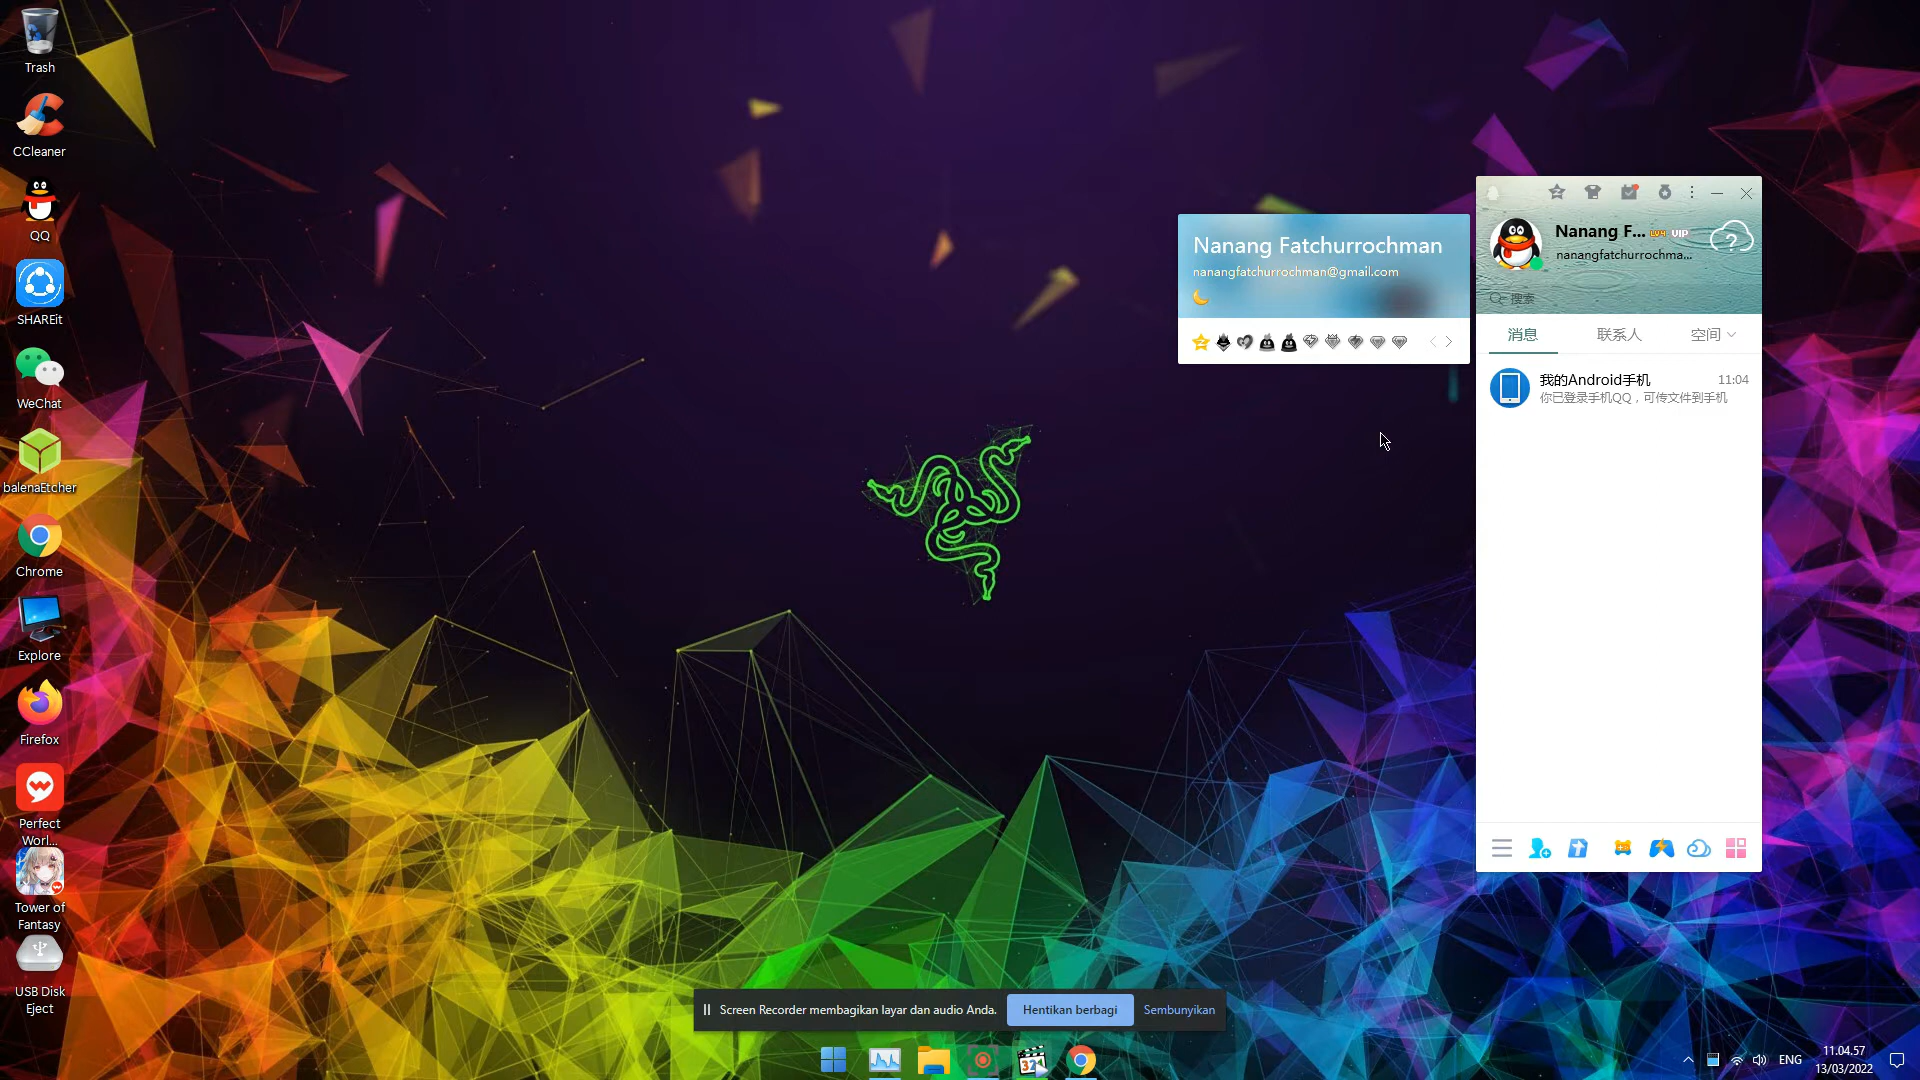 Trash
CCleaner
QQ
SHAREit
WeChat
balenaEtcher
Chrome
Explore
Firefox
Perfect
Worl...
Tower of
Fantasy
USB Disk
Eject
Nanang Fatchurrochman
nanangfatchurrochman@gmail.com
Nanang F... LV4 VIP
nanangfatchurrochma...
搜索
消息
联系人
空间
我的Android手机
11:04
你已登录手机QQ，可传文件到手机
Screen Recorder membagikan layar dan audio Anda.
Hentikan berbagi
Sembunyikan
321
ENG
11.04.57
13/03/2022